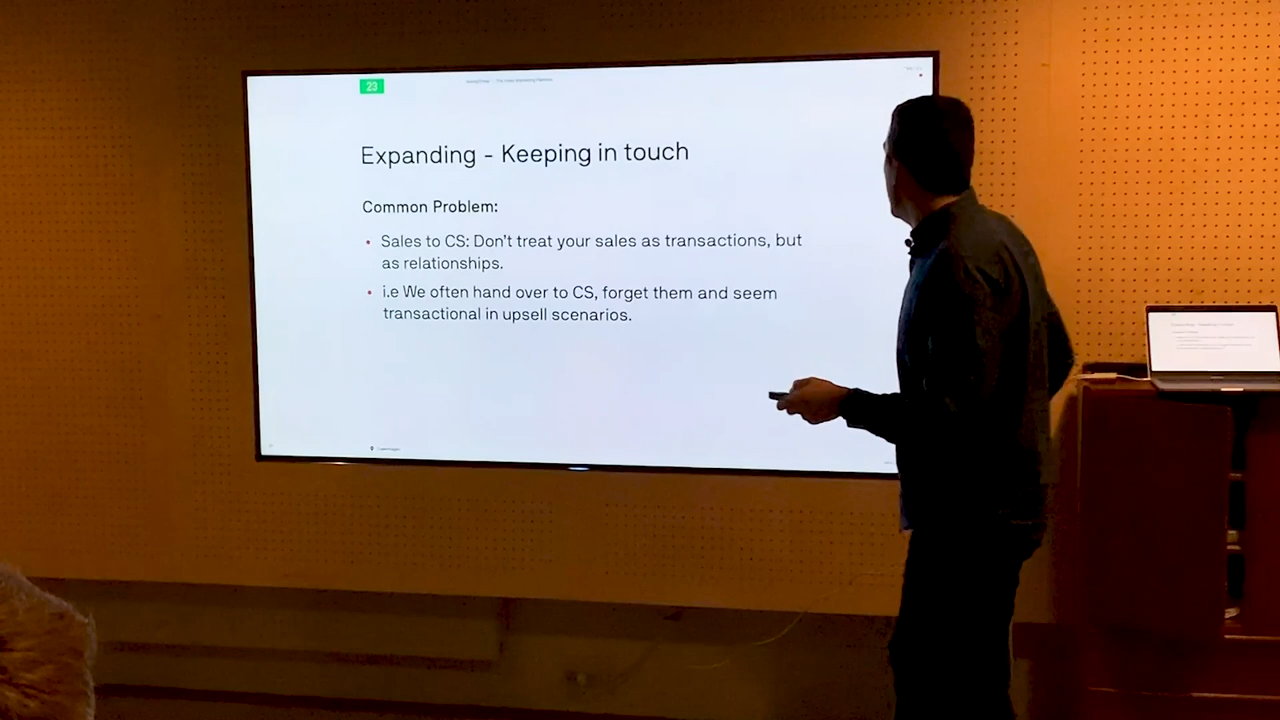 23
Expanding - Keeping in touch
Common Problem:
• Sales to CS: Don't treat your sales as transactions, but
as relationships.
• i.e We often hand over to CS, forget them and seem
transactional in upsell scenarios.
Copenhagen